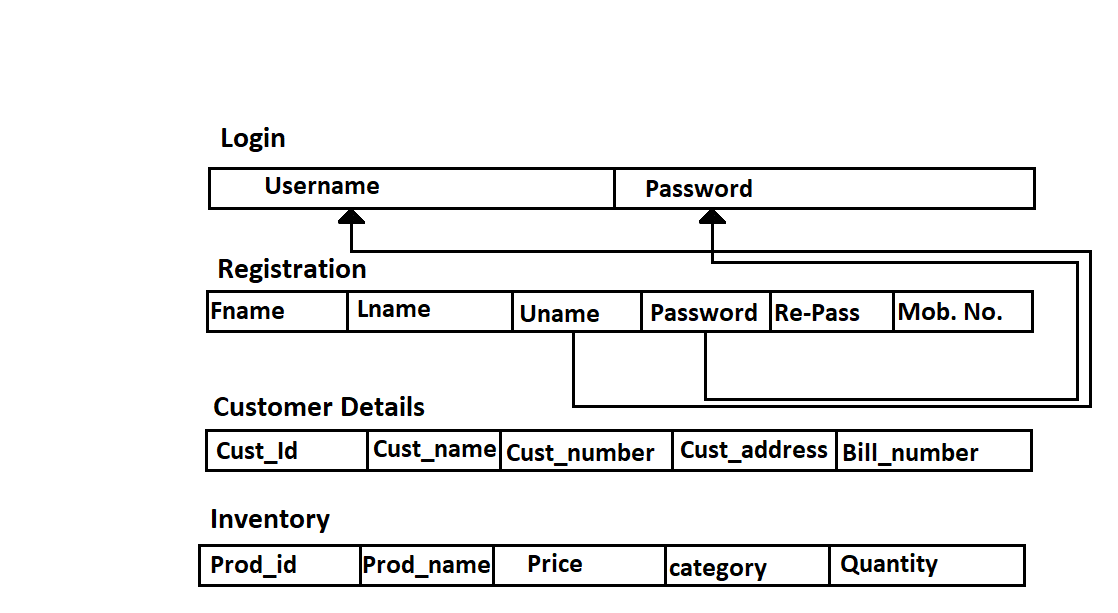 Login
Username Password
Registration
Fname Lname Uname Password Re-Pass Mob. No.
Customer Details
Cust_Id Cust_name Cust_number Cust_address Bill_number
Inventory
Prod_id Prod_name Price category Quantity